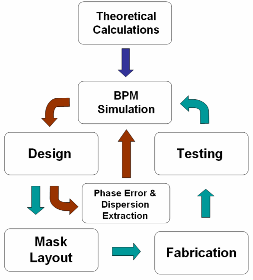 Theoretical
Calculations
BPM
Simulation
Design
Testing
Phase Error &
Dispersion
Extraction
Mask
Layout
Fabrication